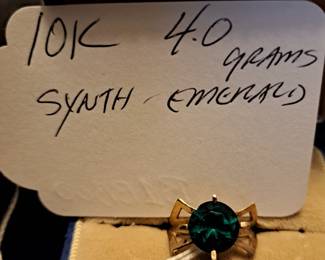 10K 4.0
GRAMS
SYNTH - EMERALD